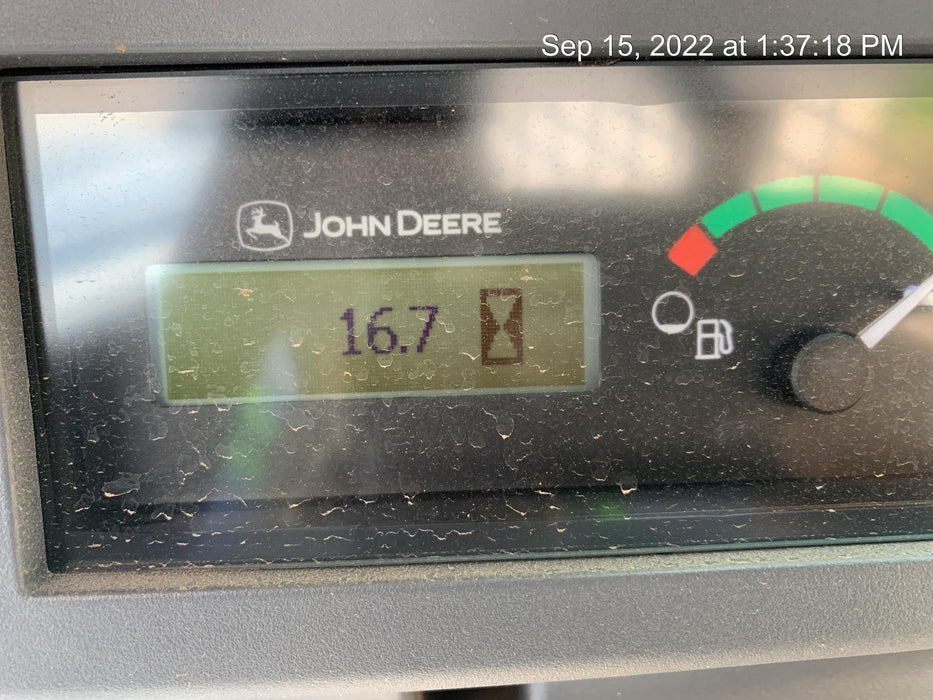 Sep 15, 2022 at 1:37:18 PM
JOHN DEERE
16.7